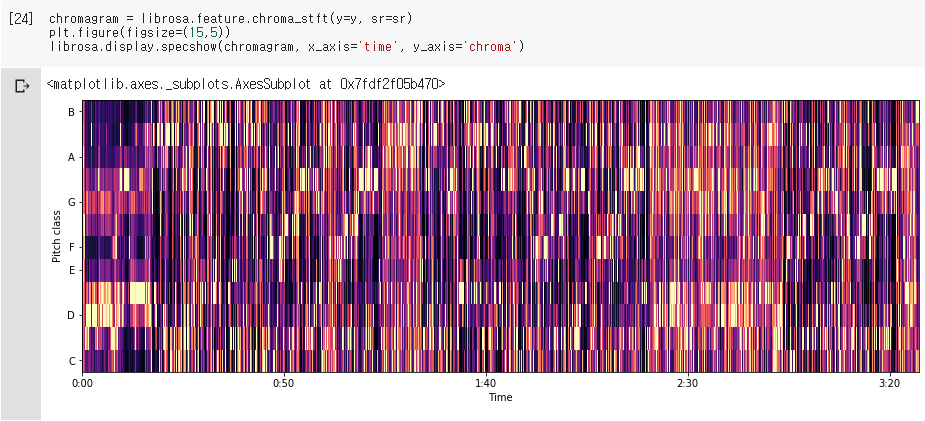 [24] chromagram = librosa.feature.chroma_stft(y=y, sr=sr)
plt.figure(figsize=(15,5))
librosa.display.specshow(chromagram, x_axis='time', y_axis='chroma')
<matplotlib.axes._subplots.AxesSubplot at 0x7fdf2f05b470>
B
A
G
F
E
D
C
Pitch class
0:00 0:50 1:40 2:30 3:20
Time